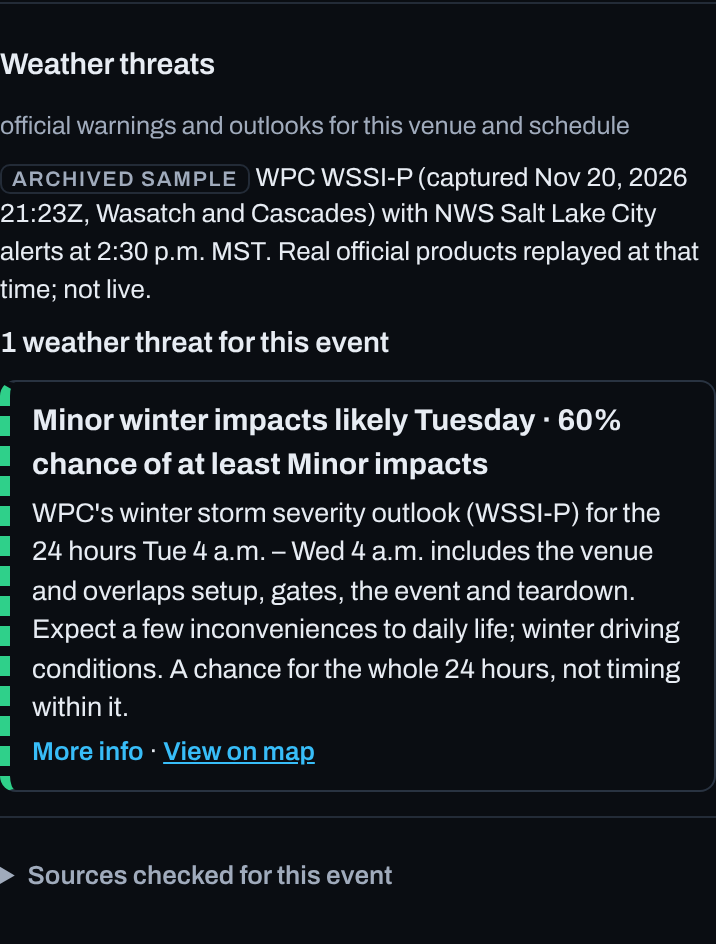 Weather threats
official warnings and outlooks for this venue and schedule
ARCHIVED SAMPLE WPC WSSI-P (captured Nov 20, 2026
21:23Z, Wasatch and Cascades) with NWS Salt Lake City
alerts at 2:30 p.m. MST. Real official products replayed at that
time; not live.
1 weather threat for this event
Minor winter impacts likely Tuesday · 60%
chance of at least Minor impacts
WPC's winter storm severity outlook (WSSI-P) for the
24 hours Tue 4 a.m. – Wed 4 a.m. includes the venue
and overlaps setup, gates, the event and teardown.
Expect a few inconveniences to daily life; winter driving
conditions. A chance for the whole 24 hours, not timing
within it.
More info · View on map
Sources checked for this event